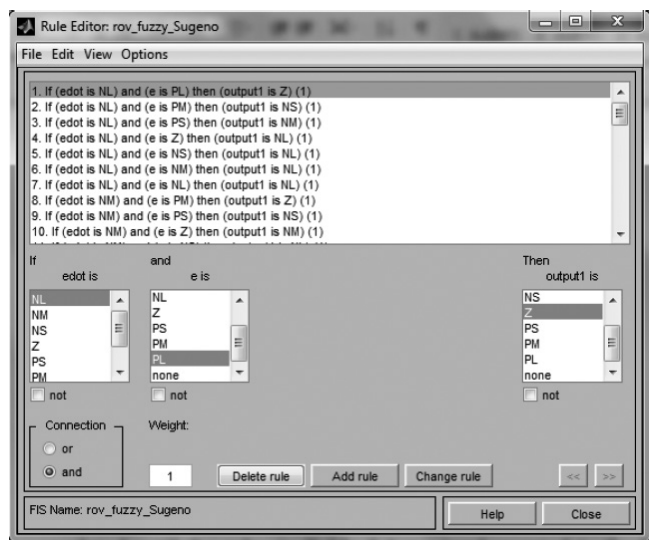 Rule Editor: rov_fuzzy_Sugeno
File Edit View Options
1. If (edot is NL) and (e is PL) then (output1 is Z) (1)
2. If (edot is NL) and (e is PM) then (output1 is NS) (1)
3. If (edot is NL) and (e is PS) then (output1 is NM) (1)
4. If (edot is NL) and (e is Z) then (output1 is NL) (1)
5. If (edot is NL) and (e is NS) then (output1 is NL) (1)
6. If (edot is NL) and (e is NM) then (output1 is NL) (1)
7. If (edot is NL) and (e is NL) then (output1 is NL) (1)
8. If (edot is NM) and (e is PM) then (output1 is Z) (1)
9. If (edot is NM) and (e is PS) then (output1 is NS) (1)
10. If (edot is NM) and (e is Z) then (output1 is NM) (1)
If
edot is
NL
NM
NS
Z
PS
PM
not
and
e is
NL
Z
PS
PM
PL
none
not
Then
output1 is
NS
Z
PS
PM
PL
none
not
Connection
or
and
Weight:
1
Delete rule
Add rule
Change rule
<<
>>
FIS Name: rov_fuzzy_Sugeno
Help
Close